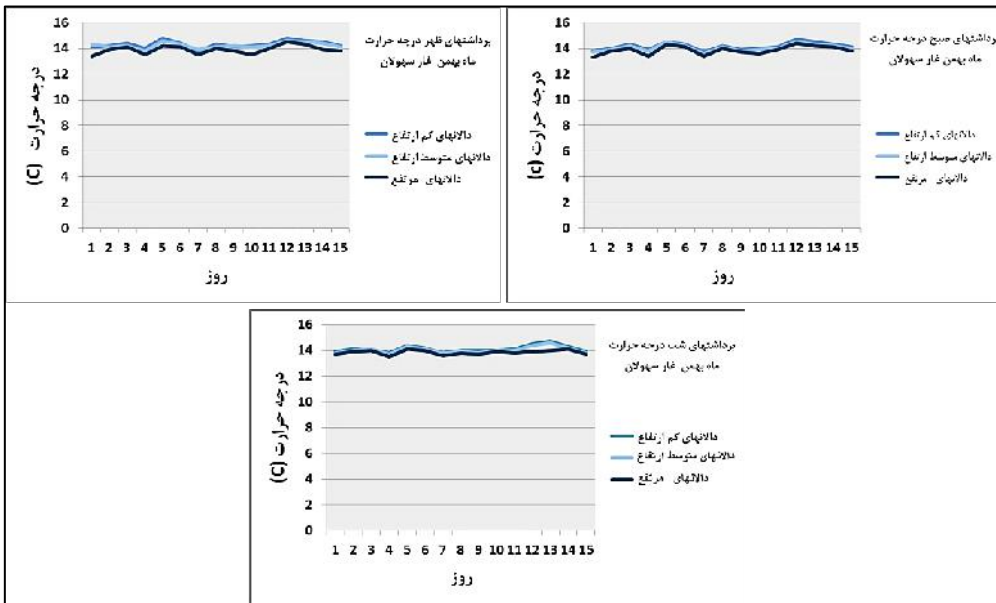 برداشتهای صبح درجه حرارت
ماه بهمن غار سهولان
دالانهای کم ارتفاع
دالانهای متوسط ارتفاع
دالانهای مرتفع
درجه حرارت (c)
16
14
12
10
8
6
4
2
0
1 2 3 4 5 6 7 8 9 10 11 12 13 14 15
روز
برداشتهای ظهر درجه حرارت
ماه بهمن غار سهولان
دالانهای کم ارتفاع
دالانهای متوسط ارتفاع
دالانهای مرتفع
درجه حرارت (C)
16
14
12
10
8
6
4
2
0
1 2 3 4 5 6 7 8 9 10 11 12 13 14 15
روز
برداشتهای شب درجه حرارت
ماه بهمن غار سهولان
دالانهای کم ارتفاع
دالانهای متوسط ارتفاع
دالانهای مرتفع
درجه حرارت (C)
16
14
12
10
8
6
4
2
0
1 2 3 4 5 6 7 8 9 10 11 12 13 14 15
روز